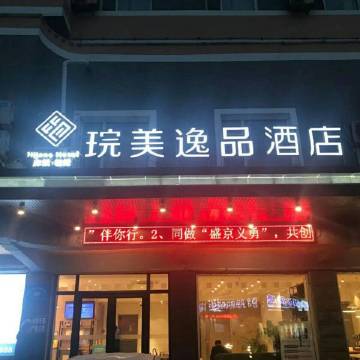 琓美逸品酒店
”伴你行。2、同做“盛京义勇”，共创